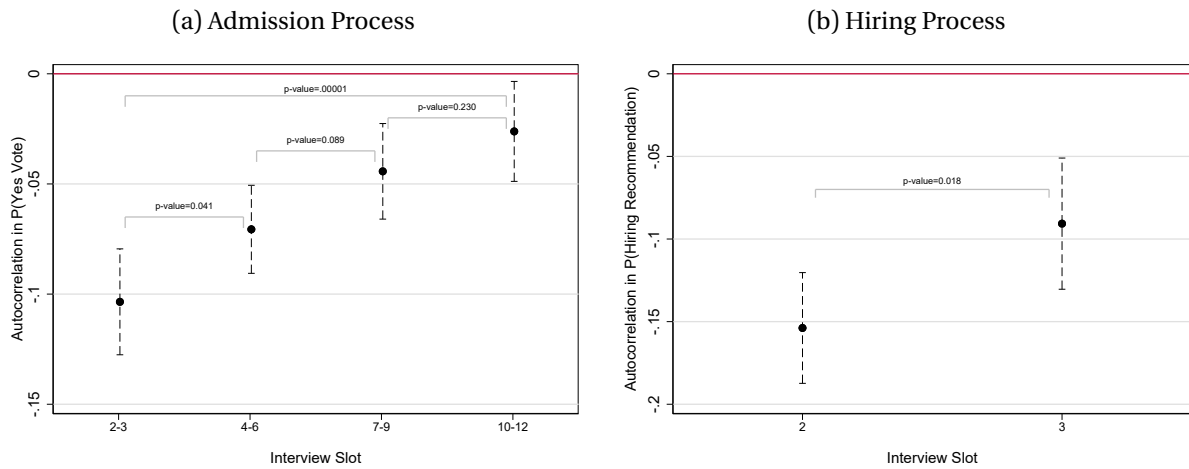 (a) Admission Process
Autocorrelation in P(Yes Vote)
0
-.05
-.1
-.15
p-value=.00001
p-value=0.230
p-value=0.089
p-value=0.041
2-3 4-6 7-9 10-12
Interview Slot
(b) Hiring Process
Autocorrelation in P(Hiring Recommendation)
0
-.05
-.1
-.15
-.2
p-value=0.018
2 3
Interview Slot